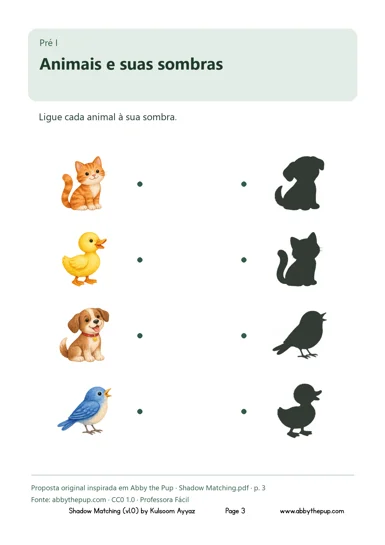 Pré I
Animais e suas sombras
Ligue cada animal à sua sombra.
Proposta original inspirada em Abby the Pup · Shadow Matching.pdf · p. 3
Fonte: abbythepup.com · CC0 1.0 · Professora Fácil
Shadow Matching (v1.0) by Kulsoom Ayyaz Page 3 www.abbythepup.com